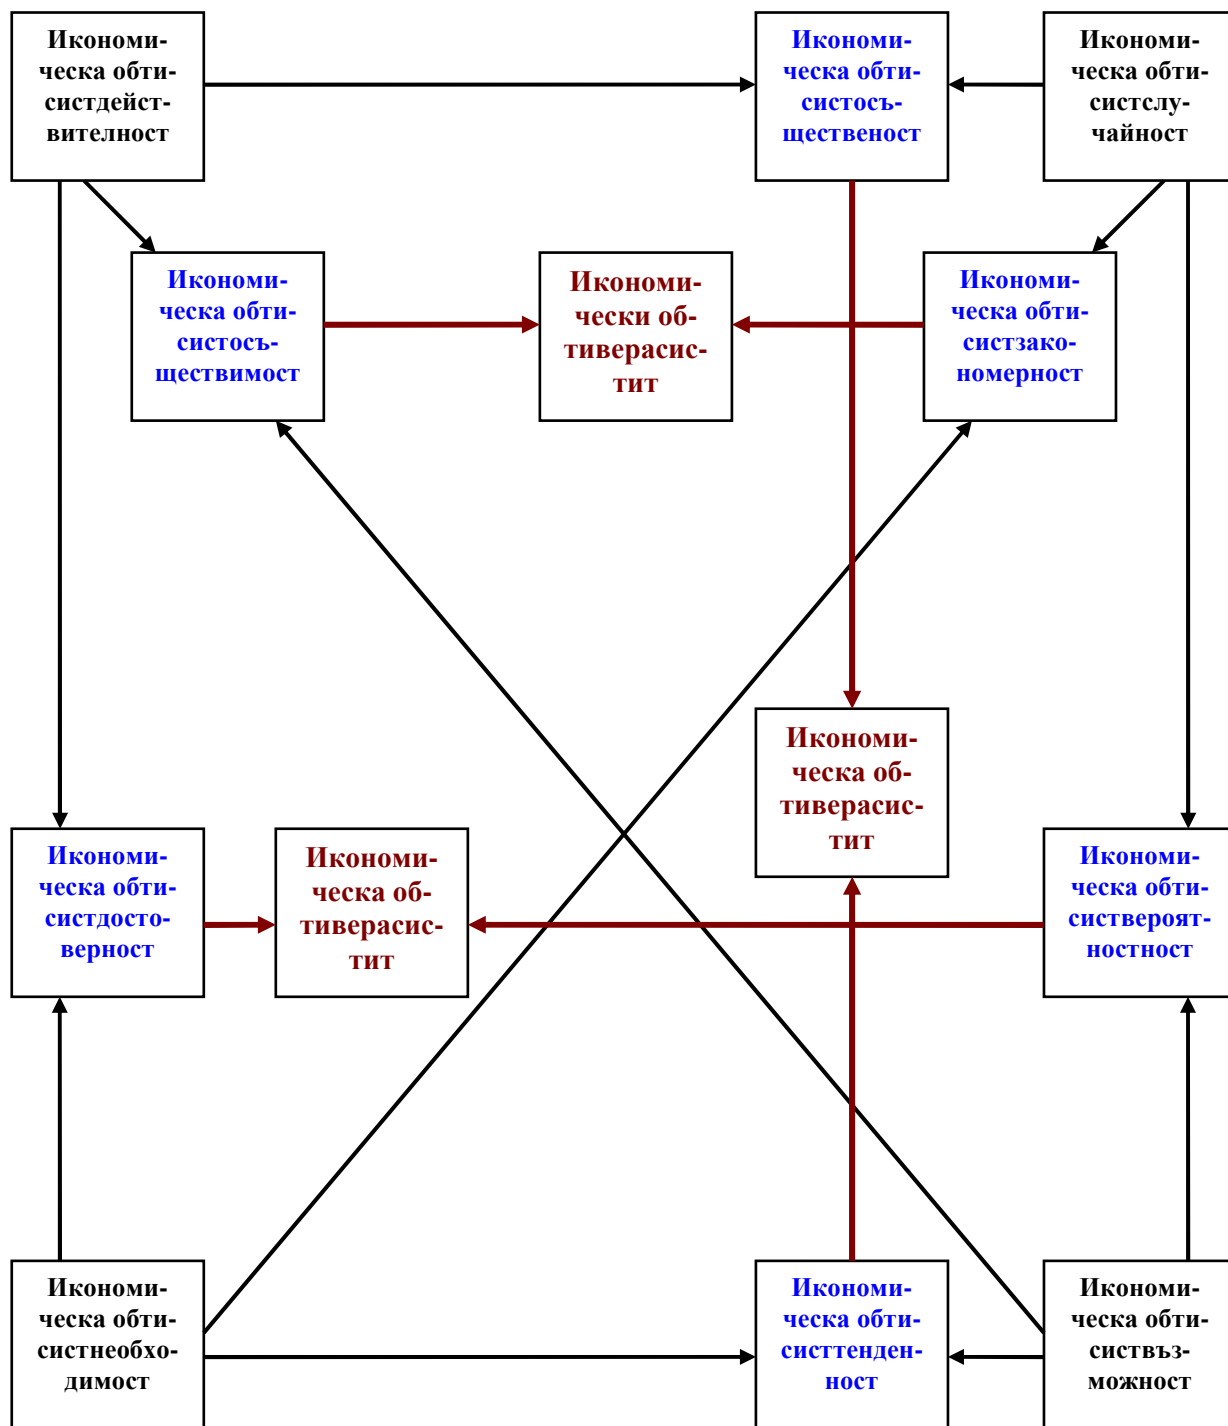 Икономи-
ческа обти-
систдейст-
вителност
Икономи-
ческа обти-
систосъ-
щественост
Икономи-
ческа обти-
систслу-
чайност
Икономи-
ческа обти-
систосъ-
ществимост
Икономи-
чески об-
тиверасис-
тит
Икономи-
ческа обти-
систзако-
номерност
Икономи-
ческа об-
тиверасис-
тит
Икономи-
ческа обти-
систдосто-
верност
Икономи-
ческа об-
тиверасис-
тит
Икономи-
ческа обти-
систвероят-
ностност
Икономи-
ческа обти-
систнеобхо-
димост
Икономи-
ческа обти-
систтенден-
ност
Икономи-
ческа обти-
систвъз-
можност